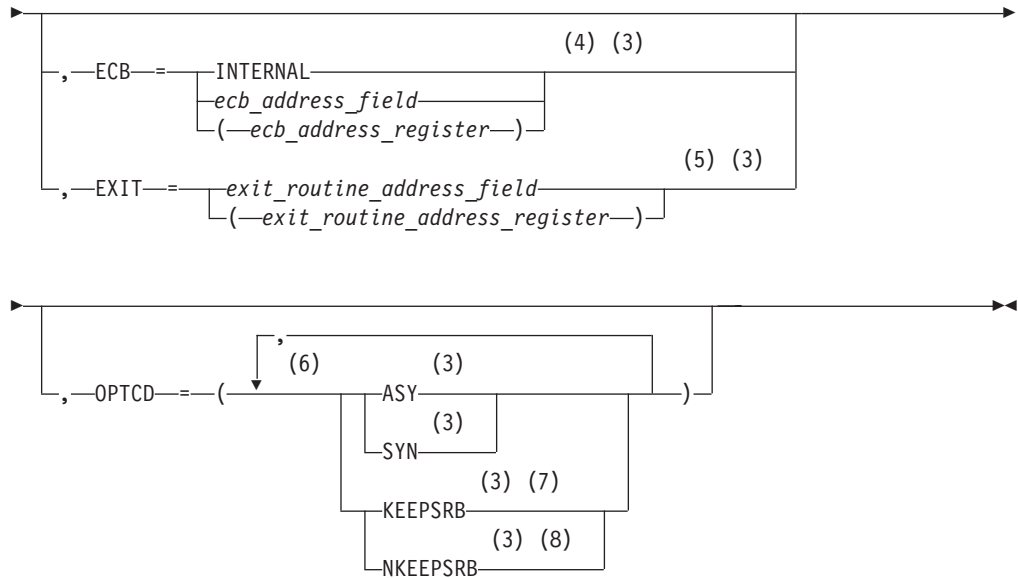 (4) (3)
, ECB = INTERNAL
ecb_address_field
( ecb_address_register )
(5) (3)
, EXIT = exit_routine_address_field
( exit_routine_address_register )
,
(6) (3)
, OPTCD = ( ASY )
(3)
SYN
(3) (7)
KEEPSRB
(3) (8)
NKEEPSRB